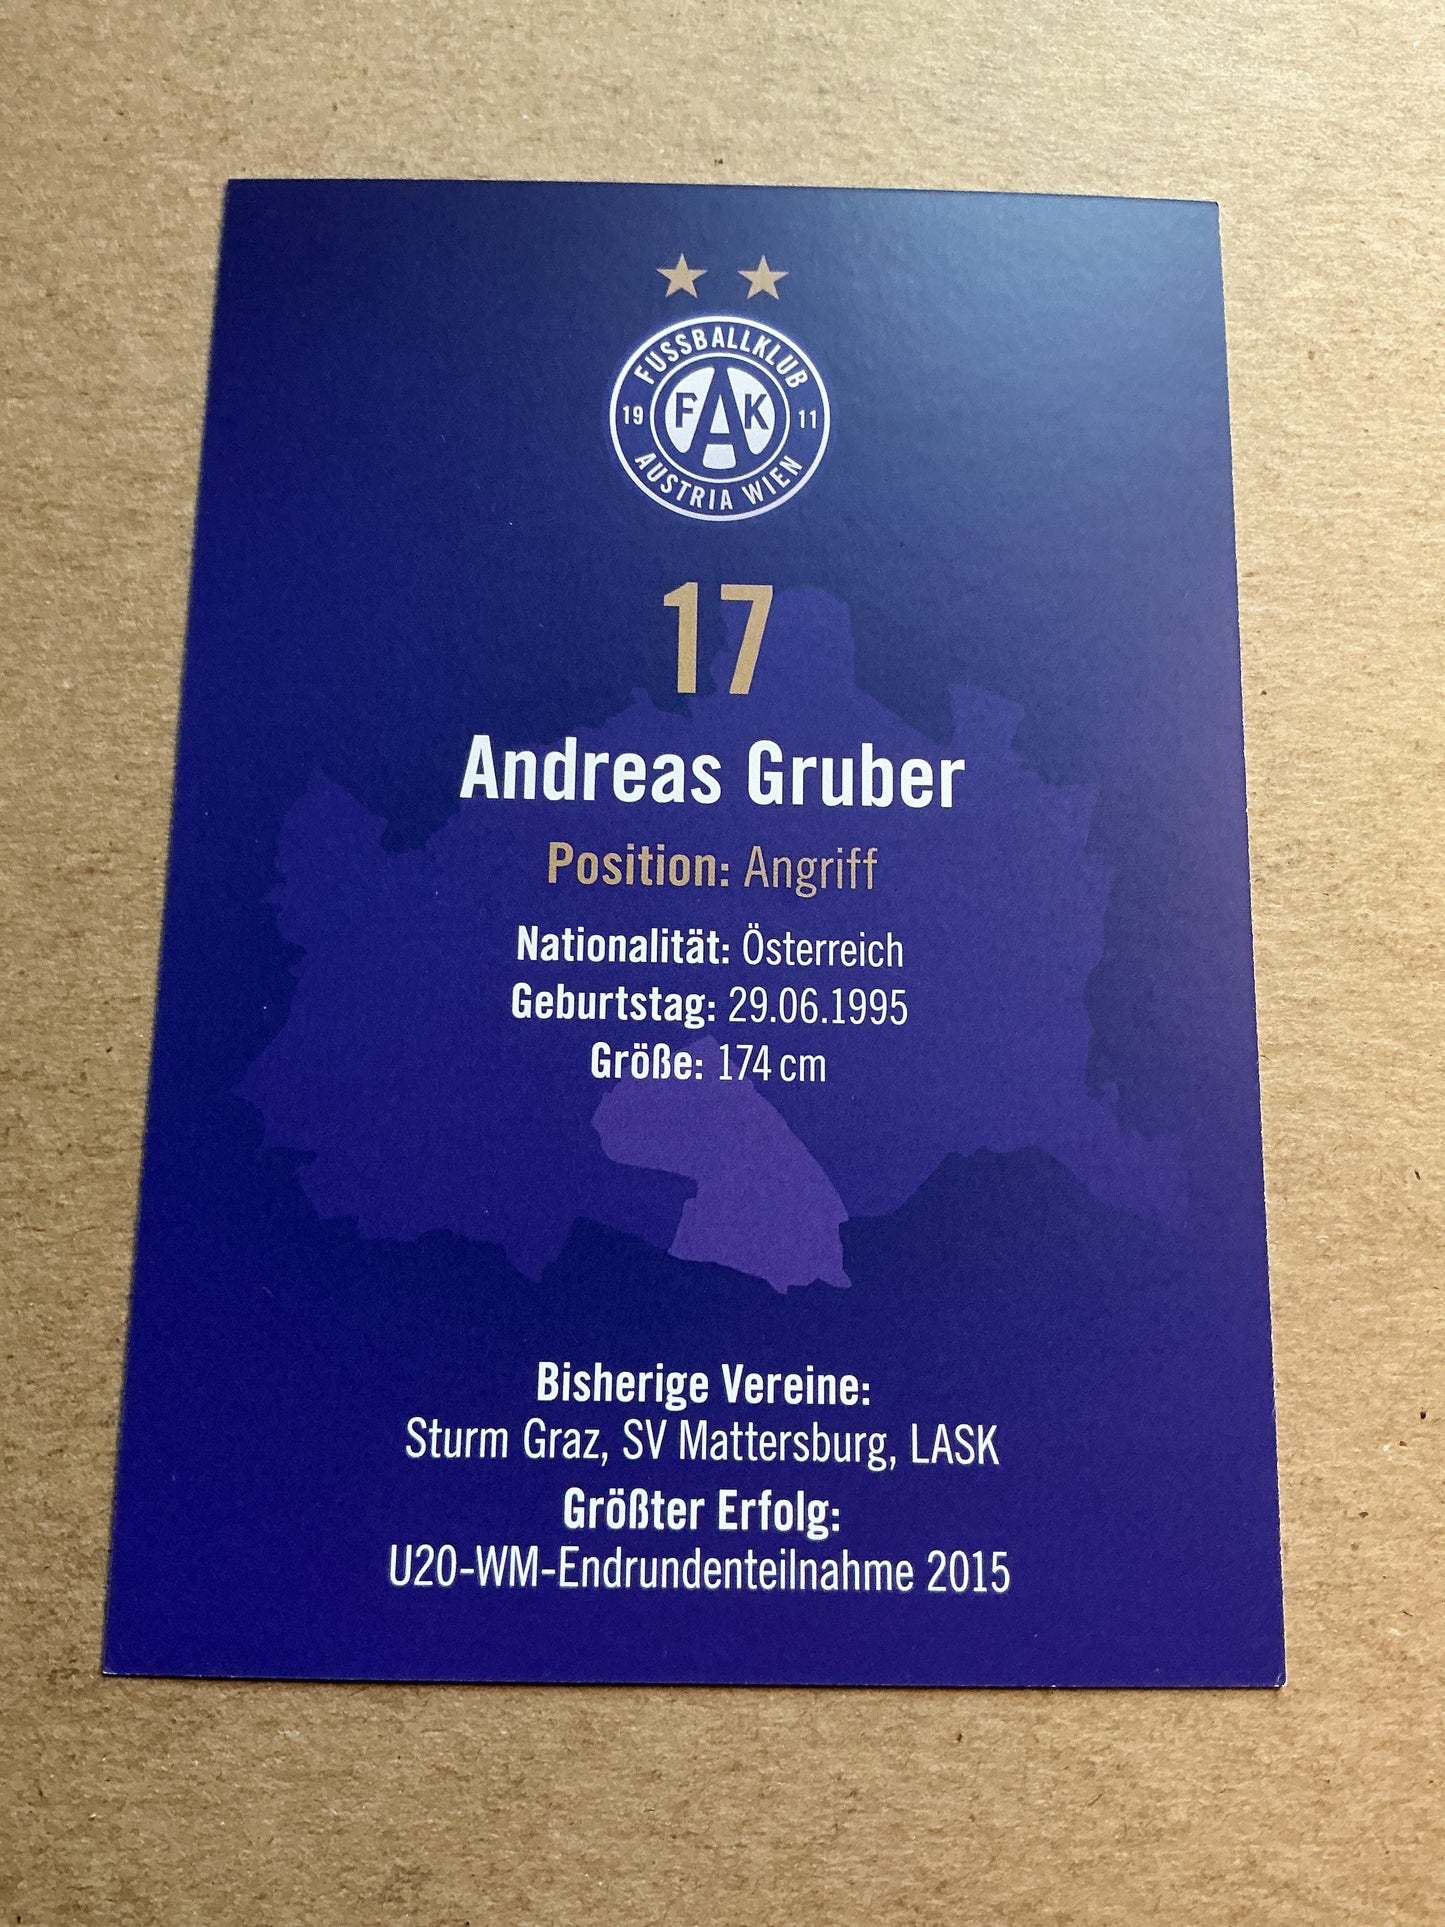 FUSSBALLKLUB
19 FAK 11
AUSTRIA WIEN
17
Andreas Gruber
Position: Angriff
Nationalität: Österreich
Geburtstag: 29.06.1995
Größe: 174 cm
Bisherige Vereine:
Sturm Graz, SV Mattersburg, LASK
Größter Erfolg:
U20-WM-Endrundenteilnahme 2015